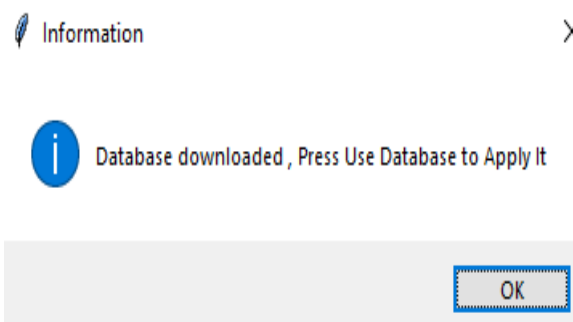 Information
Database downloaded , Press Use Database to Apply It
OK